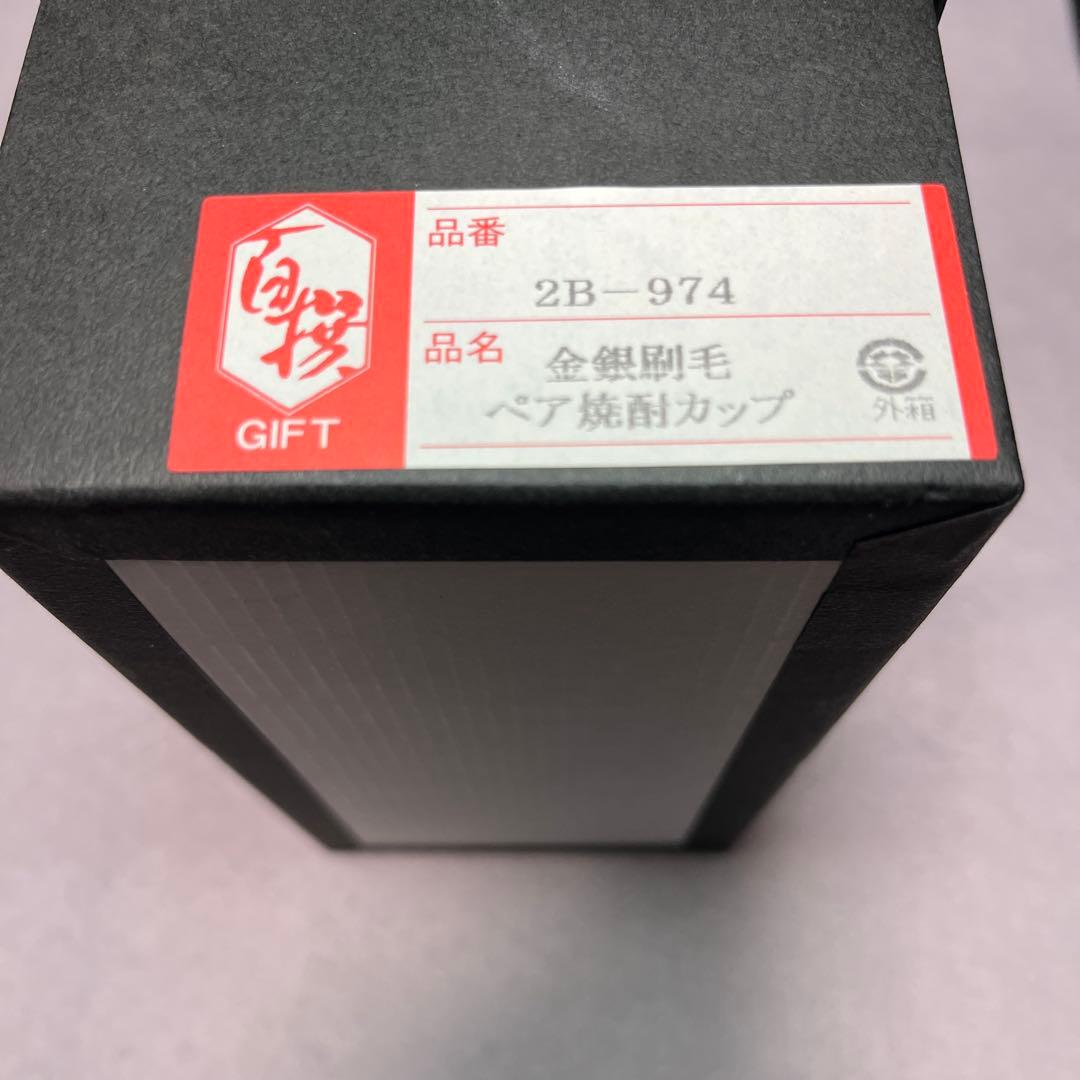 百撰
GIFT
品番
2B-974
品名
金銀刷毛
ペア焼酎カップ
外箱